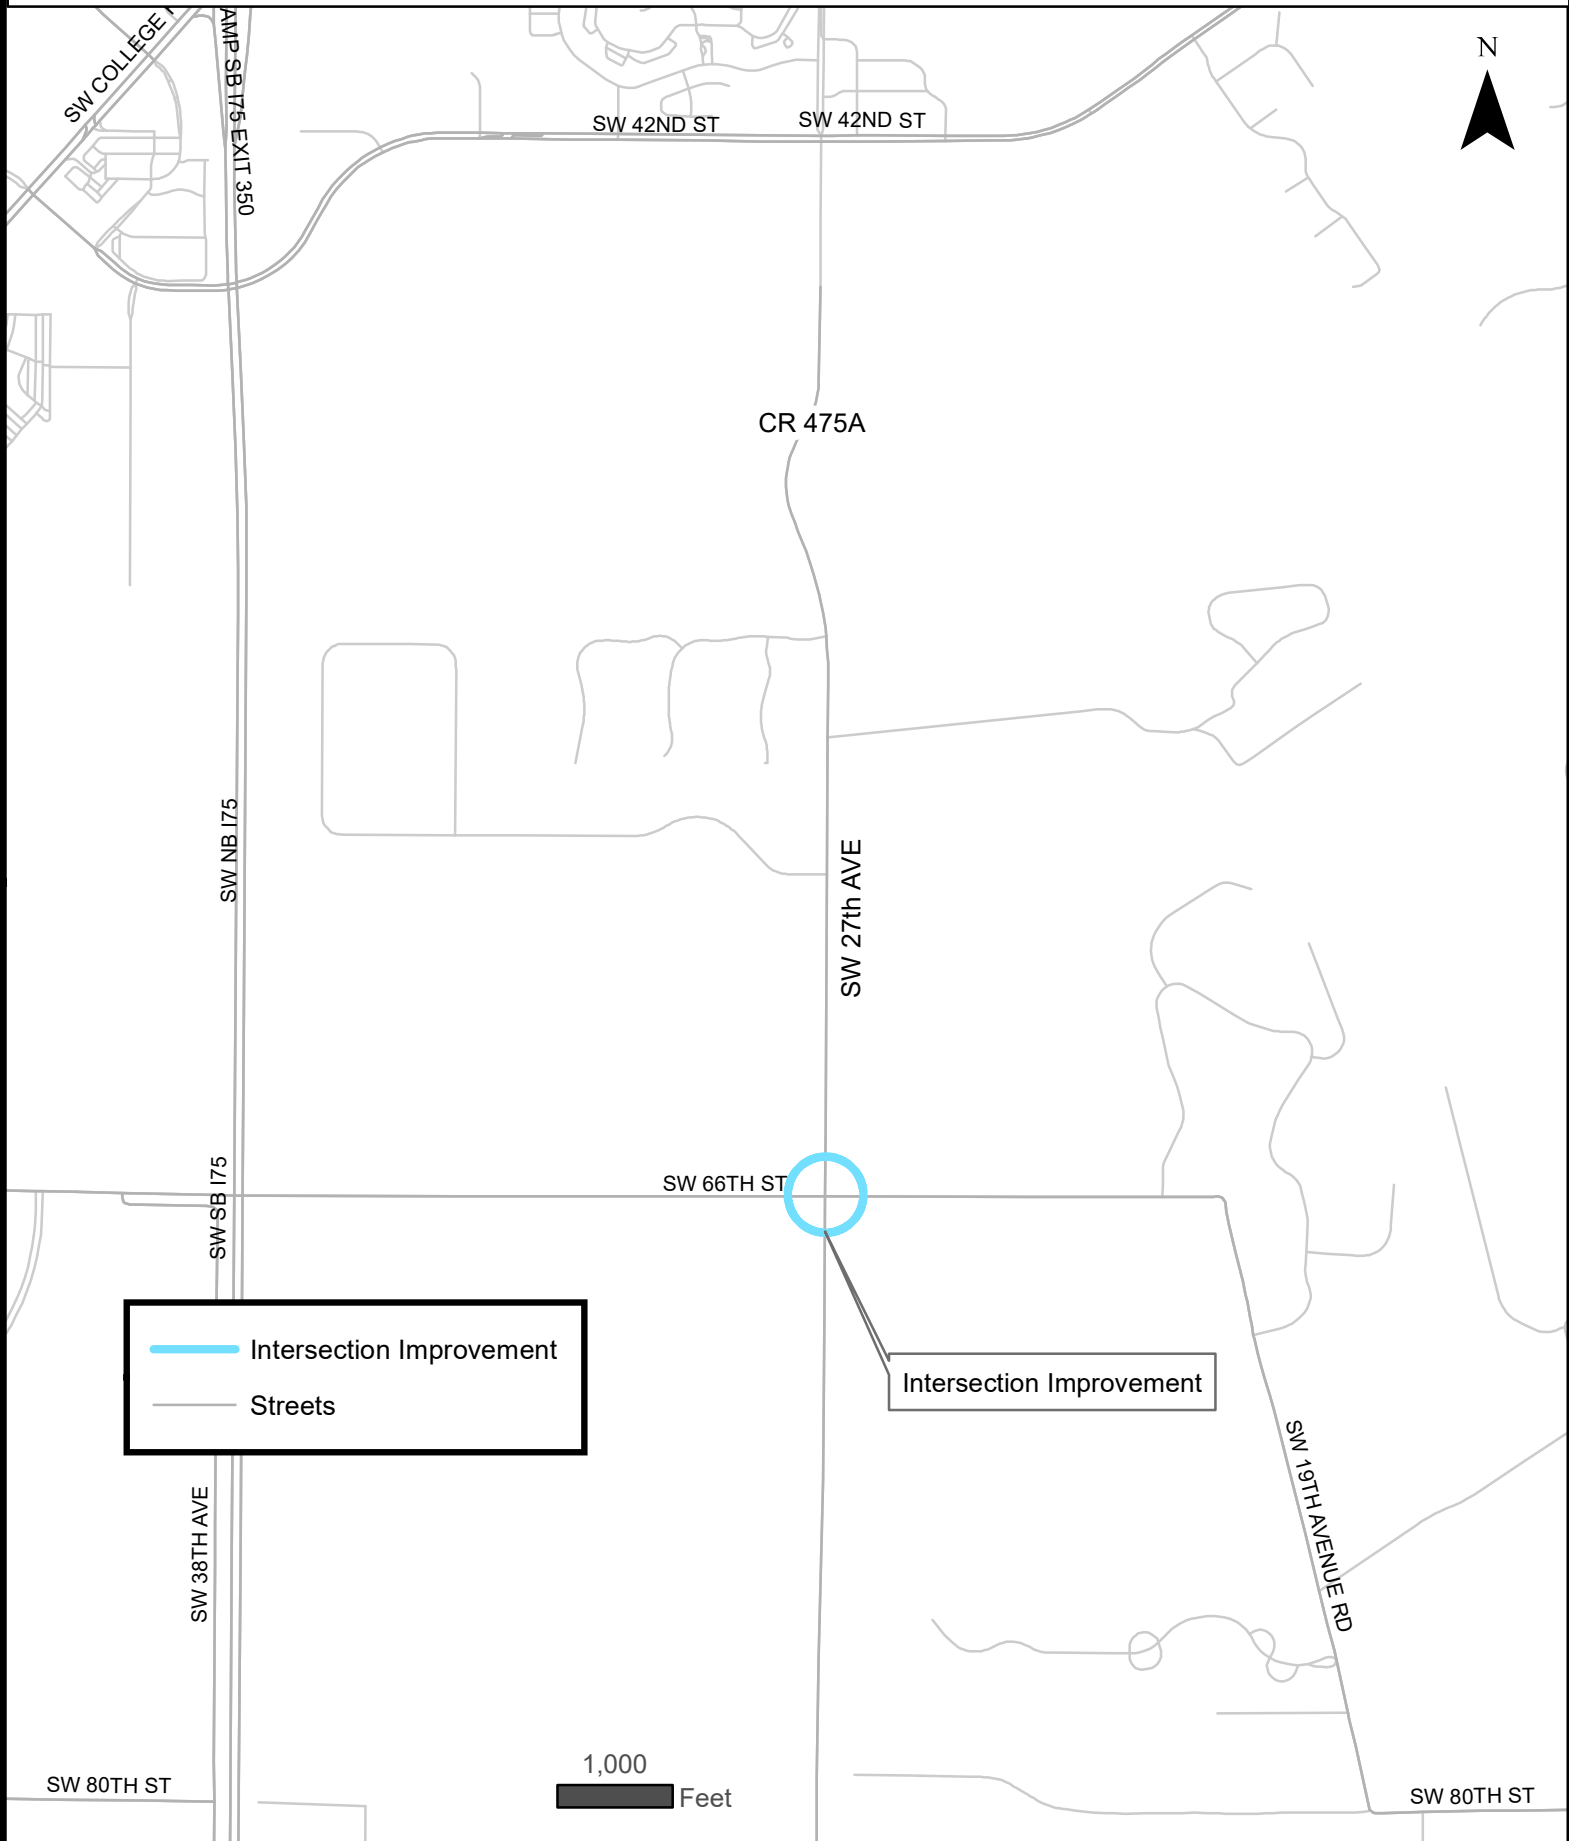 SW COLLEGE
AMP SB I75 EXIT 350
N
SW 42ND ST
SW 42ND ST
CR 475A
SW NB I75
SW 27th AVE
SW SB I75
SW 66TH ST
Intersection Improvement
Streets
Intersection Improvement
SW 38TH AVE
SW 19TH AVENUE RD
1,000
Feet
SW 80TH ST
SW 80TH ST